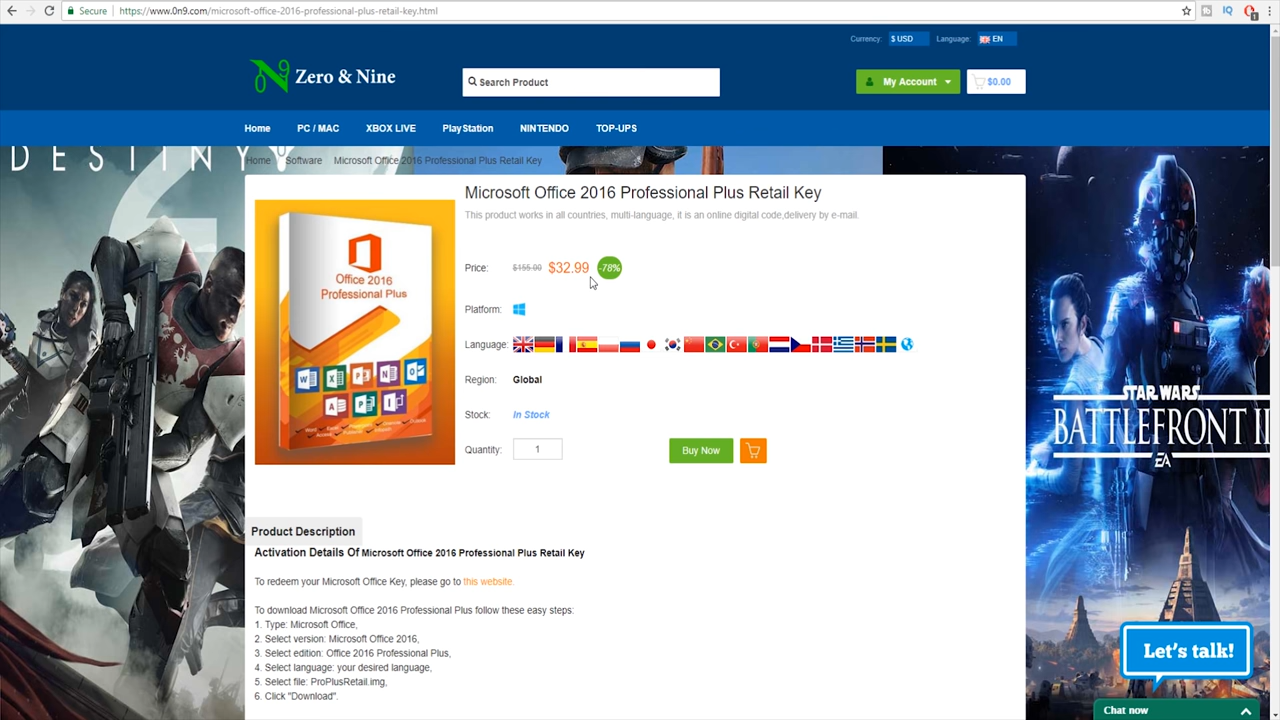 Secure https://www.0n9.com/microsoft-office-2016-professional-plus-retail-key.html
Currency: $ USD Language: EN
Zero & Nine
Search Product
My Account
$0.00
Home PC / MAC XBOX LIVE PlayStation NINTENDO TOP-UPS
DESTINY
Home Software Microsoft Office 2016 Professional Plus Retail Key
Microsoft Office 2016 Professional Plus Retail Key
This product works in all countries, multi-language, it is an online digital code,delivery by e-mail.
Office 2016
Professional Plus
Price: $155.00 $32.99 -78%
Platform:
Language:
Region: Global
Stock: In Stock
Quantity: 1
Buy Now
STAR WARS
BATTLEFRONT II
EA
Product Description
Activation Details Of Microsoft Office 2016 Professional Plus Retail Key
To redeem your Microsoft Office Key, please go to this website.
To download Microsoft Office 2016 Professional Plus follow these easy steps:
1. Type: Microsoft Office,
2. Select version: Microsoft Office 2016,
3. Select edition: Office 2016 Professional Plus,
4. Select language: your desired language,
5. Select file: ProPlusRetail.img,
6. Click "Download".
Let's talk!
Chat now